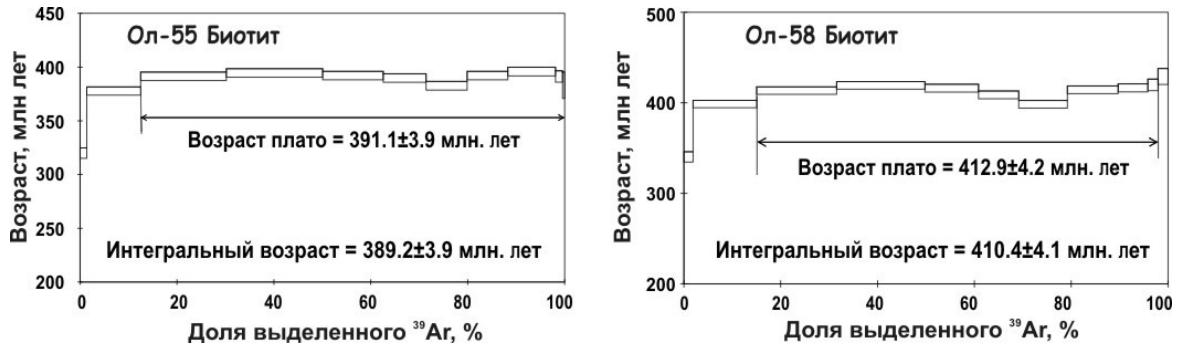 Ол-55 Биотит
Возраст, млн лет
450
400
350
300
250
200
Возраст плато = 391.1±3.9 млн. лет
Интегральный возраст = 389.2±3.9 млн. лет
0
20
40
60
80
100
Доля выделенного ³⁹Ar, %
Ол-58 Биотит
Возраст, млн лет
500
400
300
200
Возраст плато = 412.9±4.2 млн. лет
Интегральный возраст = 410.4±4.1 млн. лет
0
20
40
60
80
100
Доля выделенного ³⁹Ar, %